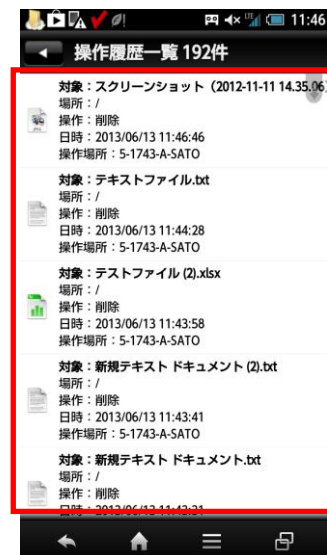 11:46
操作履歴一覧 192件
対象：スクリーンショット（2012-11-11 14.35.06
場所：/
操作：削除
日時：2013/06/13 11:46:46
操作場所：5-1743-A-SATO
対象：テキストファイル.txt
場所：/
操作：削除
日時：2013/06/13 11:44:28
操作場所：5-1743-A-SATO
対象：テストファイル (2).xlsx
場所：/
操作：削除
日時：2013/06/13 11:43:58
操作場所：5-1743-A-SATO
対象：新規テキスト ドキュメント (2).txt
場所：/
操作：削除
日時：2013/06/13 11:43:41
操作場所：5-1743-A-SATO
対象：新規テキスト ドキュメント.txt
場所：/
操作：削除